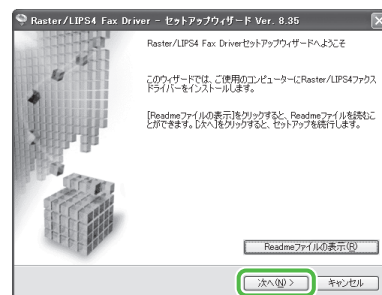 Raster/LIPS4 Fax Driver - セットアップウィザード Ver. 8.35
Raster/LIPS4 Fax Driverセットアップウィザードへようこそ
このウィザードでは、ご使用のコンピューターにRaster/LIPS4ファクス
ドライバーをインストールします。
[Readmeファイルの表示]をクリックすると、Readmeファイルを読むこ
とができます。[次へ]をクリックすると、セットアップを続行します。
Readmeファイルの表示(R)
次へ(N) >
キャンセル